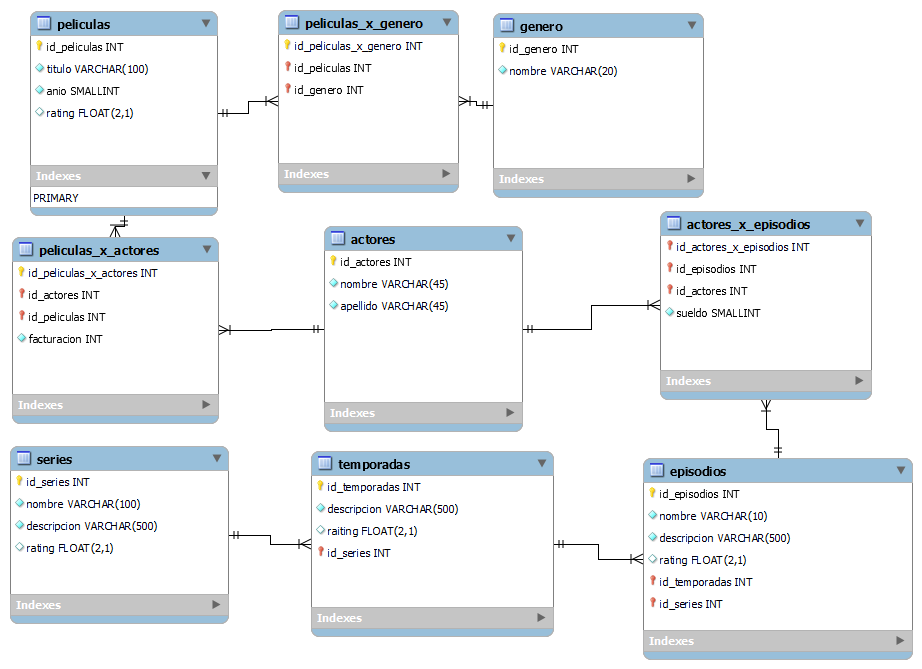 peliculas
id_peliculas INT
titulo VARCHAR(100)
anio SMALLINT
rating FLOAT(2,1)
Indexes
PRIMARY
peliculas_x_genero
id_peliculas_x_genero INT
id_peliculas INT
id_genero INT
Indexes
genero
id_genero INT
nombre VARCHAR(20)
Indexes
peliculas_x_actores
id_peliculas_x_actores INT
id_actores INT
id_peliculas INT
facturacion INT
Indexes
actores
id_actores INT
nombre VARCHAR(45)
apellido VARCHAR(45)
Indexes
actores_x_episodios
id_actores_x_episodios INT
id_episodios INT
id_actores INT
sueldo SMALLINT
Indexes
series
id_series INT
nombre VARCHAR(100)
descripcion VARCHAR(500)
rating FLOAT(2,1)
Indexes
temporadas
id_temporadas INT
descripcion VARCHAR(500)
raiting FLOAT(2,1)
id_series INT
Indexes
episodios
id_episodios INT
nombre VARCHAR(10)
descripcion VARCHAR(500)
rating FLOAT(2,1)
id_temporadas INT
id_series INT
Indexes